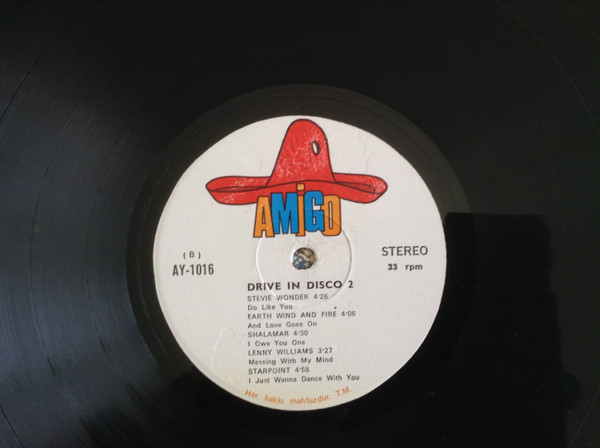 AMiGO
(B)
AY-1016
STEREO
33 rpm
DRIVE IN DISCO 2
STEVIE WONDER 4:26
Do Like You
EARTH WIND AND FIRE 4:06
And Love Goes On
SHALAMAR 4:30
I Owe You One
LENNY WILLIAMS 3:27
Messing With My Mind
STARPOINT 4:58
I Just Wanna Dance With You
Her hakkı mahfuzdur. T.M.